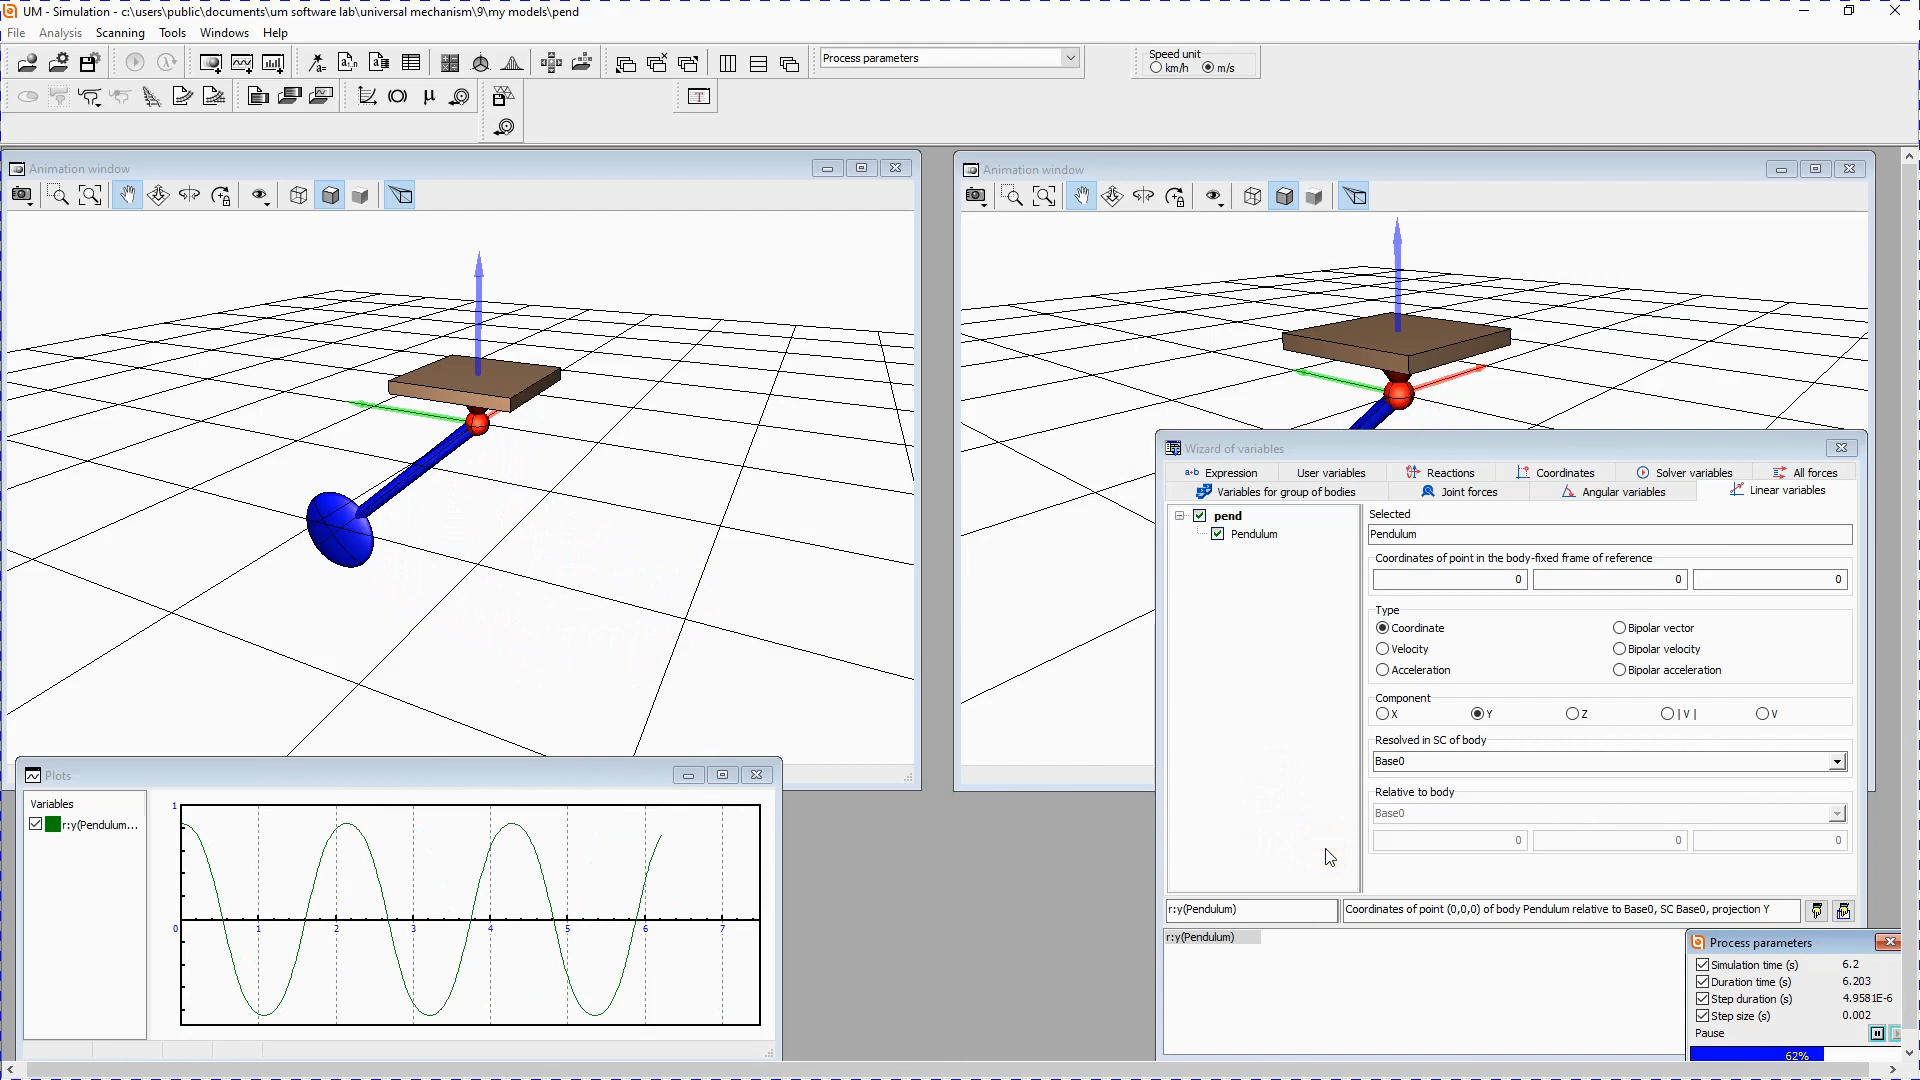 UM - Simulation - c:\users\public\documents\um software lab\universal mechanism\9\my models\pend
File Analysis Scanning Tools Windows Help
Process parameters
Speed unit
km/h m/s
Animation window
Animation window
Wizard of variables
a+b Expression User variables Reactions Coordinates Solver variables All forces
Variables for group of bodies Joint forces Angular variables Linear variables
pend
Pendulum
Selected
Pendulum
Coordinates of point in the body-fixed frame of reference
0 0 0
Type
Coordinate Bipolar vector
Velocity Bipolar velocity
Acceleration Bipolar acceleration
Component
X Y Z | V | V
Resolved in SC of body
Base0
Relative to body
Base0
0 0 0
r:y(Pendulum) Coordinates of point (0,0,0) of body Pendulum relative to Base0, SC Base0, projection Y
r:y(Pendulum)
Plots
Variables
r:y(Pendulum...
1
0 1 2 3 4 5 6 7
Process parameters
Simulation time (s) 6.2
Duration time (s) 6.203
Step duration (s) 4.9581E-6
Step size (s) 0.002
Pause
62%